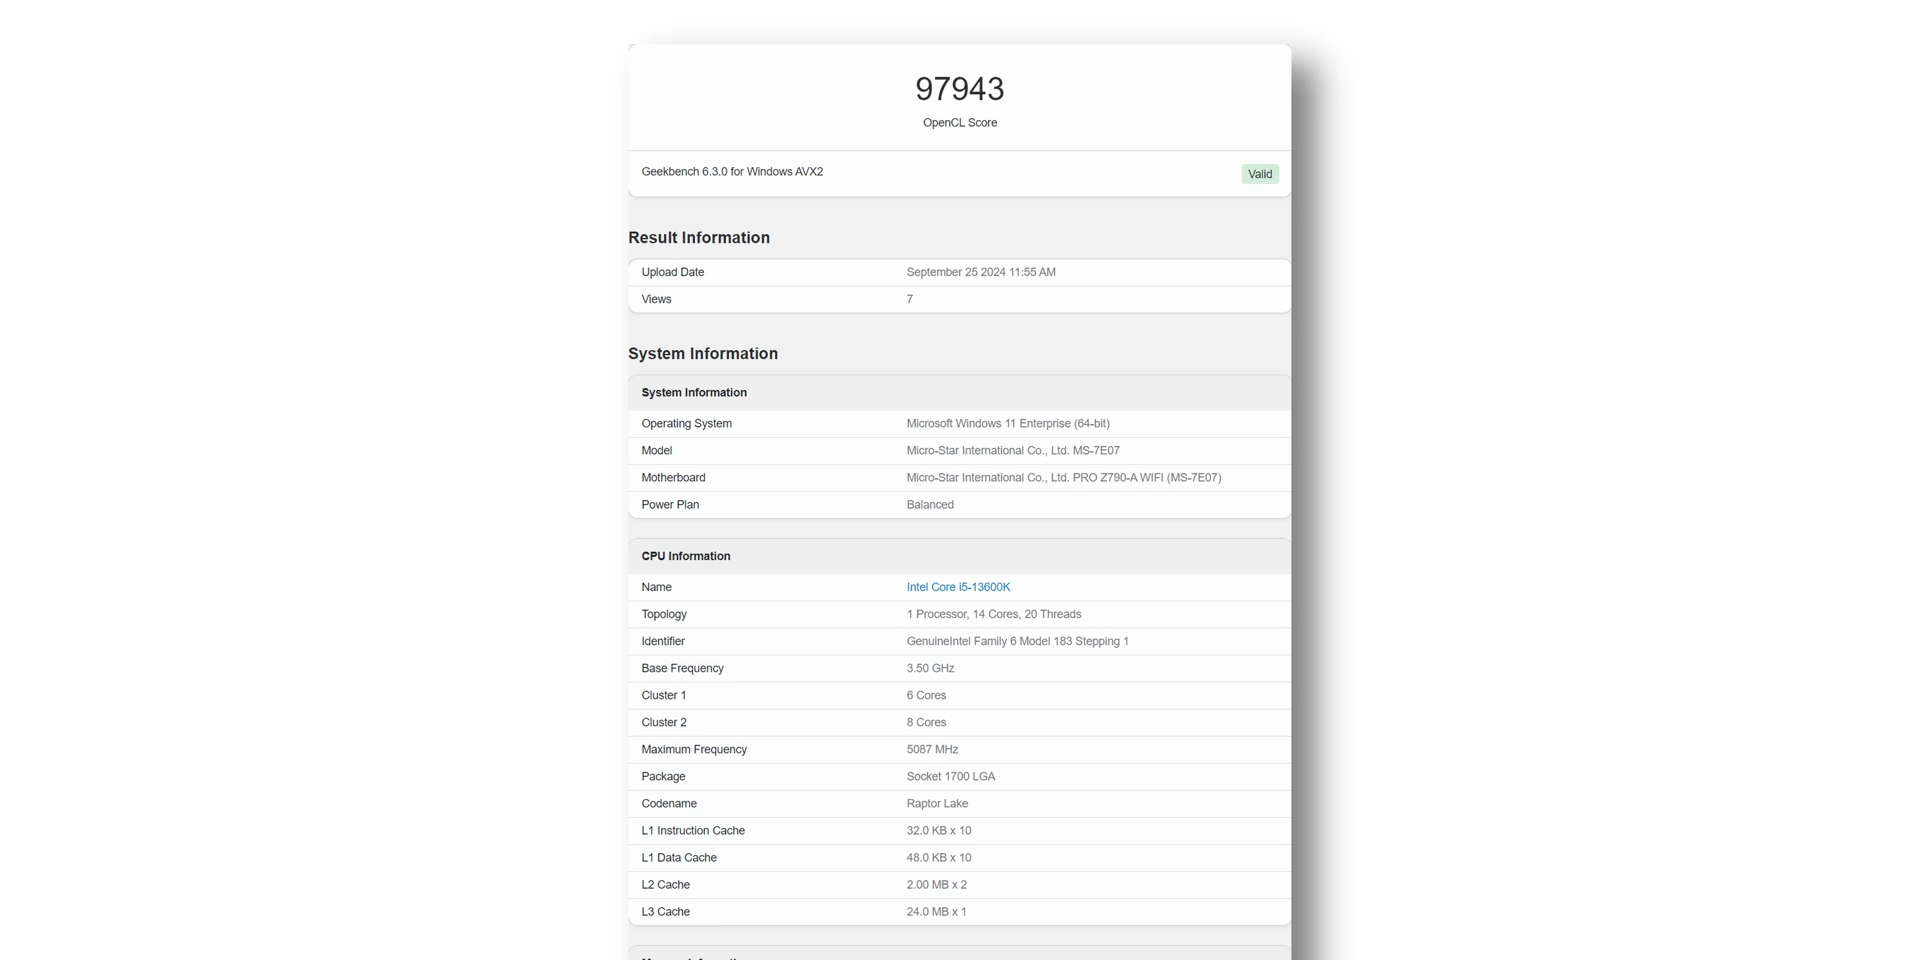 97943
OpenCL Score
Geekbench 6.3.0 for Windows AVX2 Valid
Result Information
Upload Date September 25 2024 11:55 AM
Views 7
System Information
System Information
Operating System Microsoft Windows 11 Enterprise (64-bit)
Model Micro-Star International Co., Ltd. MS-7E07
Motherboard Micro-Star International Co., Ltd. PRO Z790-A WIFI (MS-7E07)
Power Plan Balanced
CPU Information
Name Intel Core i5-13600K
Topology 1 Processor, 14 Cores, 20 Threads
Identifier GenuineIntel Family 6 Model 183 Stepping 1
Base Frequency 3.50 GHz
Cluster 1 6 Cores
Cluster 2 8 Cores
Maximum Frequency 5087 MHz
Package Socket 1700 LGA
Codename Raptor Lake
L1 Instruction Cache 32.0 KB x 10
L1 Data Cache 48.0 KB x 10
L2 Cache 2.00 MB x 2
L3 Cache 24.0 MB x 1